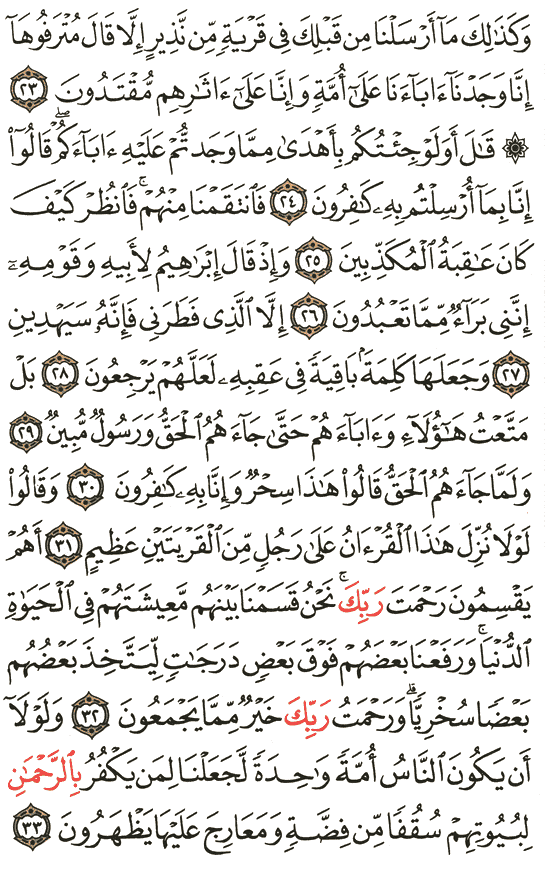 وَكَذَٰلِكَ مَآ أَرْسَلْنَا مِن قَبْلِكَ فِى قَرْيَةٍ مِّن نَّذِيرٍ إِلَّا قَالَ مُتْرَفُوهَآ
إِنَّا وَجَدْنَآ ءَابَآءَنَا عَلَىٰٓ أُمَّةٍ وَإِنَّا عَلَىٰٓ ءَاثَٰرِهِم مُّقْتَدُونَ ٢٣
۞ قَٰلَ أَوَلَوْ جِئْتُكُم بِأَهْدَىٰ مِمَّا وَجَدتُّمْ عَلَيْهِ ءَابَآءَكُمْ ۖ قَالُوٓا۟
إِنَّا بِمَآ أُرْسِلْتُم بِهِۦ كَٰفِرُونَ ٢٤ فَٱنتَقَمْنَا مِنْهُمْ ۖ فَٱنظُرْ كَيْفَ
كَانَ عَٰقِبَةُ ٱلْمُكَذِّبِينَ ٢٥ وَإِذْ قَالَ إِبْرَٰهِيمُ لِأَبِيهِ وَقَوْمِهِۦٓ
إِنَّنِى بَرَآءٌ مِّمَّا تَعْبُدُونَ ٢٦ إِلَّا ٱلَّذِى فَطَرَنِى فَإِنَّهُۥ سَيَهْدِينِ
٢٧ وَجَعَلَهَا كَلِمَةًۢ بَاقِيَةً فِى عَقِبِهِۦ لَعَلَّهُمْ يَرْجِعُونَ ٢٨ بَلْ
مَتَّعْتُ هَٰٓؤُلَآءِ وَءَابَآءَهُمْ حَتَّىٰ جَآءَهُمُ ٱلْحَقُّ وَرَسُولٌ مُّبِينٌ ٢٩
وَلَمَّا جَآءَهُمُ ٱلْحَقُّ قَالُوا۟ هَٰذَا سِحْرٌ وَإِنَّا بِهِۦ كَٰفِرُونَ ٣٠ وَقَالُوا۟
لَوْلَا نُزِّلَ هَٰذَا ٱلْقُرْءَانُ عَلَىٰ رَجُلٍ مِّنَ ٱلْقَرْيَتَيْنِ عَظِيمٍ ٣١ أَهُمْ
يَقْسِمُونَ رَحْمَتَ رَبِّكَ ۚ نَحْنُ قَسَمْنَا بَيْنَهُم مَّعِيشَتَهُمْ فِى ٱلْحَيَوٰةِ
ٱلدُّنْيَا ۚ وَرَفَعْنَا بَعْضَهُمْ فَوْقَ بَعْضٍ دَرَجَٰتٍ لِّيَتَّخِذَ بَعْضُهُم
بَعْضًا سُخْرِيًّا ۗ وَرَحْمَتُ رَبِّكَ خَيْرٌ مِّمَّا يَجْمَعُونَ ٣٢ وَلَوْلَآ
أَن يَكُونَ ٱلنَّاسُ أُمَّةً وَٰحِدَةً لَّجَعَلْنَا لِمَن يَكْفُرُ بِٱلرَّحْمَٰنِ
لِبُيُوتِهِمْ سُقُفًا مِّن فِضَّةٍ وَمَعَارِجَ عَلَيْهَا يَظْهَرُونَ ٣٣